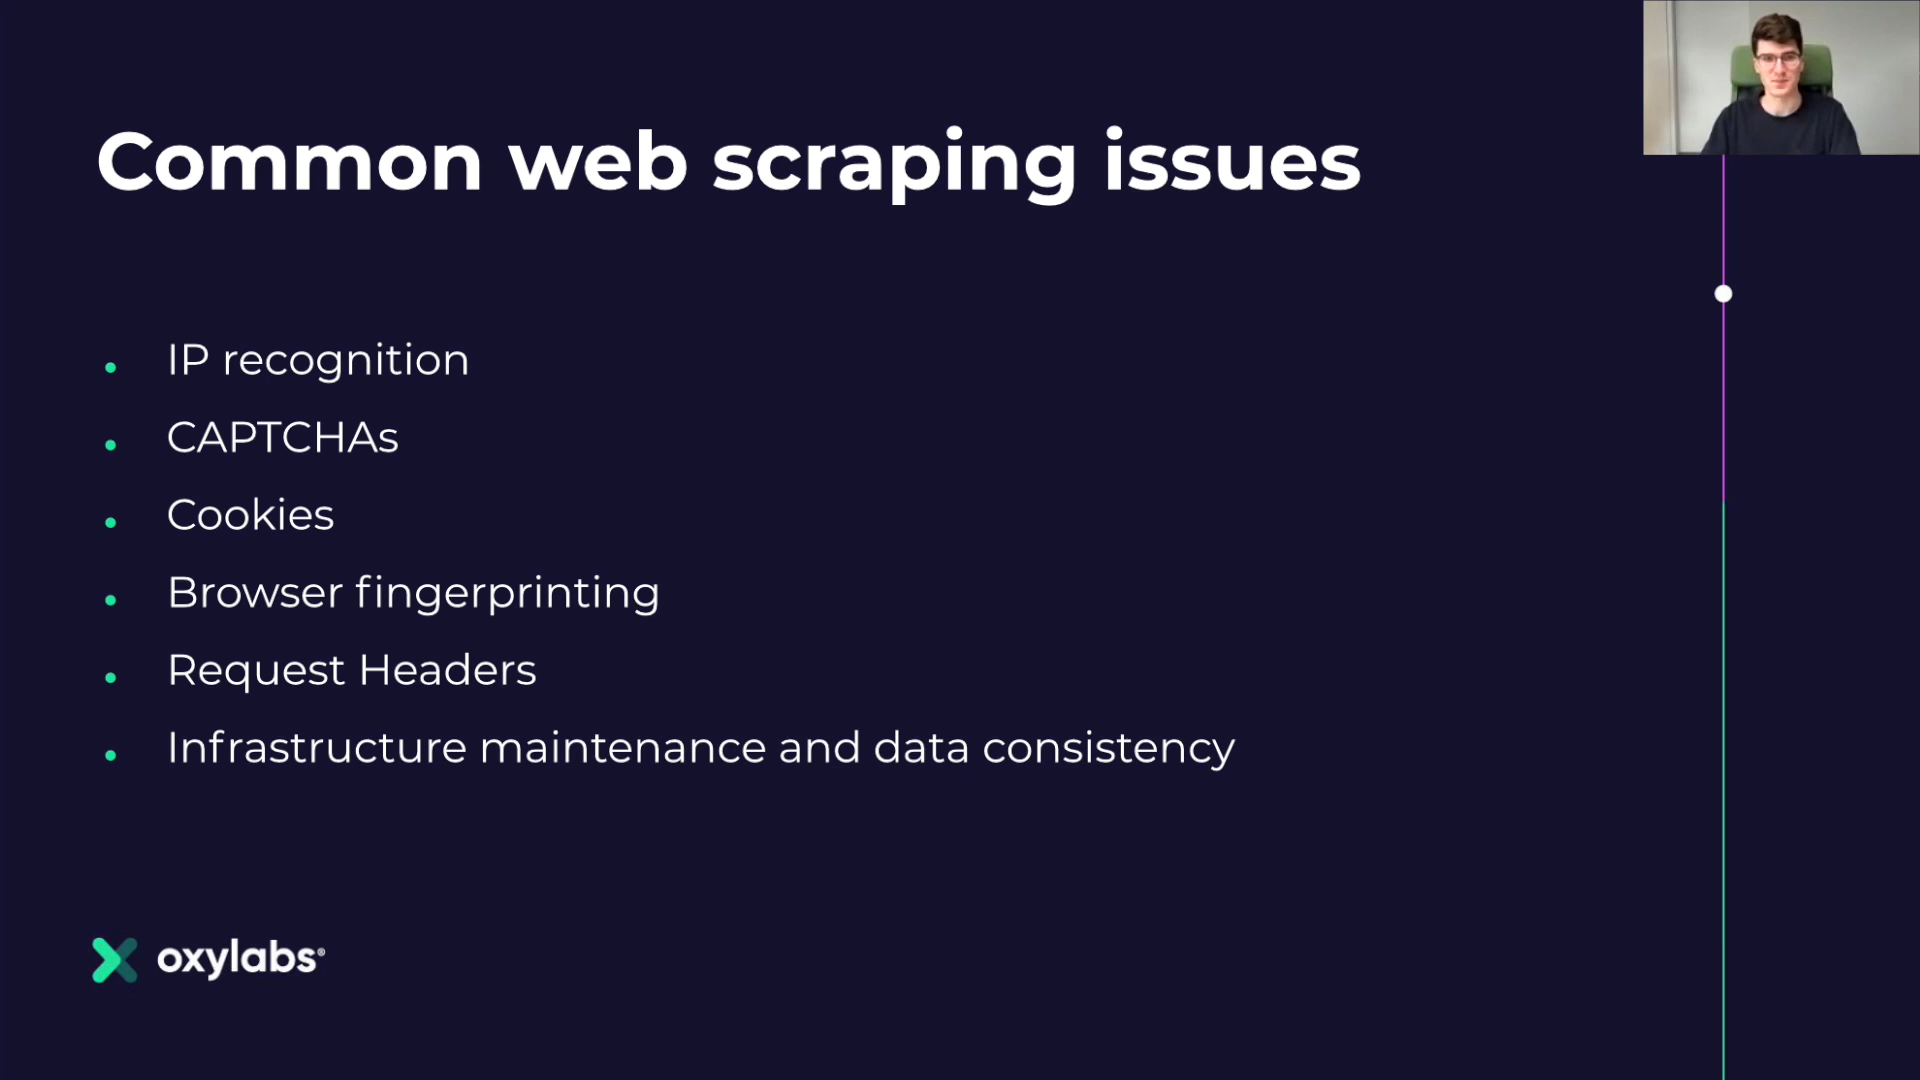 Common web scraping issues
IP recognition
CAPTCHAs
Cookies
Browser fingerprinting
Request Headers
Infrastructure maintenance and data consistency
oxylabs®